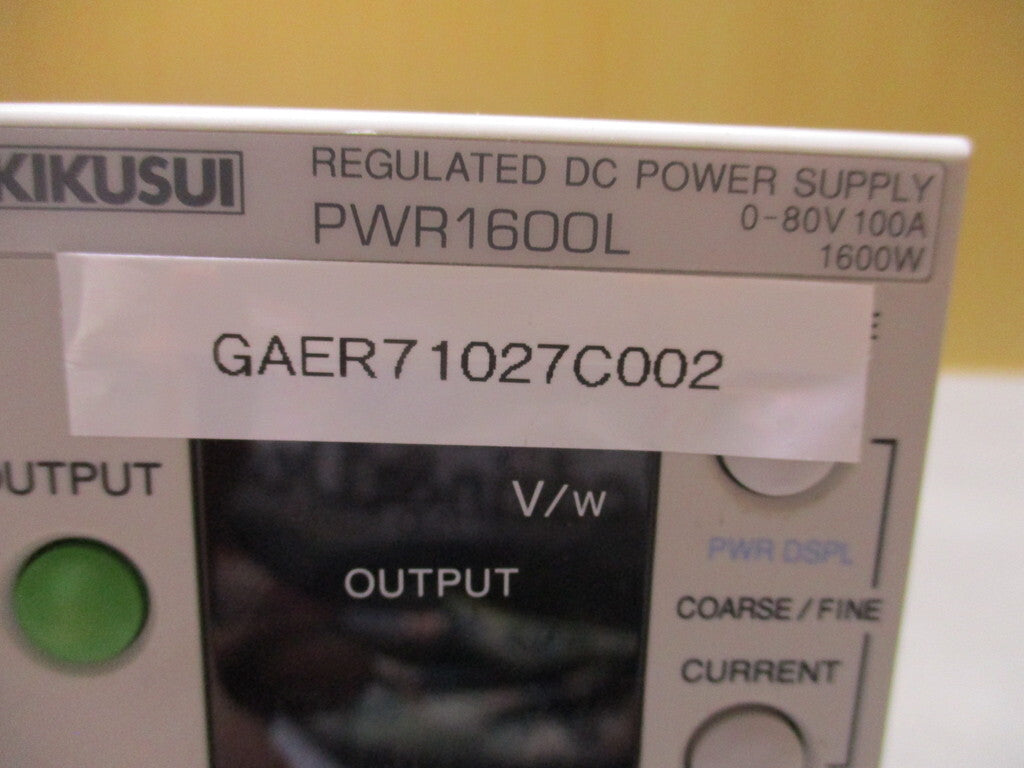 KIKUSUI
REGULATED DC POWER SUPPLY
PWR1600L
0-80V 100A
1600W
GAER71027C002
OUTPUT
V/W
OUTPUT
PWR DSPL
COARSE/FINE
CURRENT